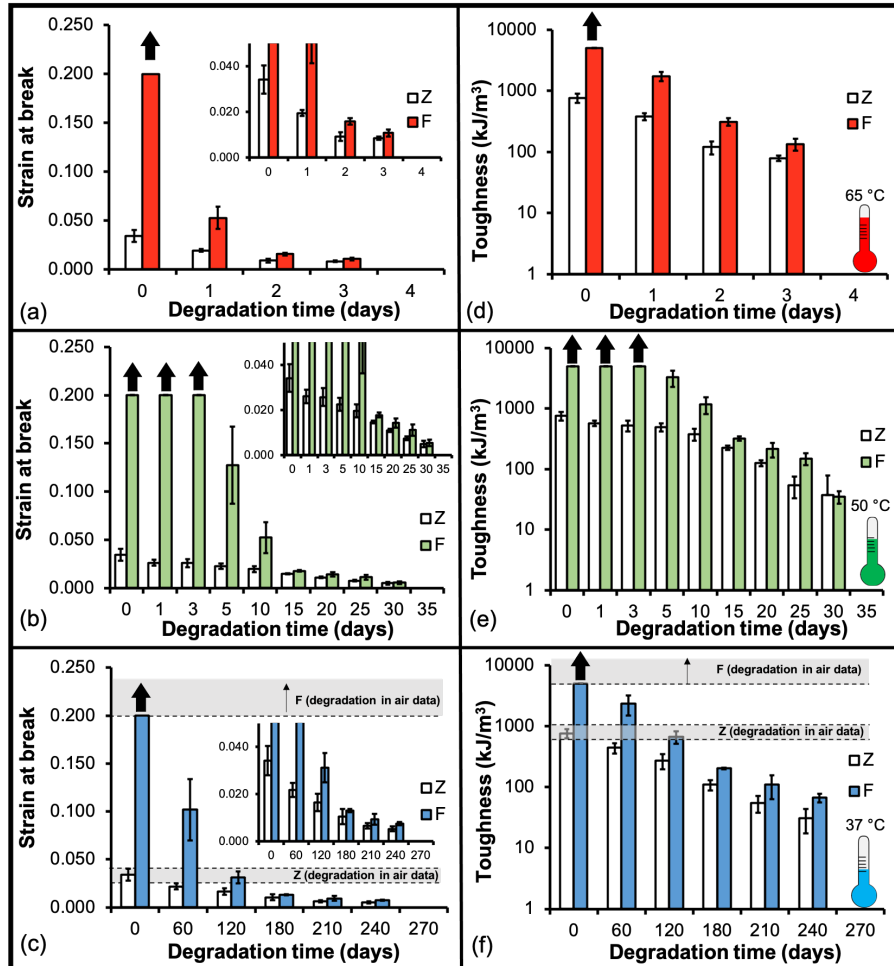 Strain at break
0.250
0.200
0.150
0.100
0.050
0.000
0.040
0.020
0.000
0 1 2 3 4
Z
F
0 1 2 3 4
Degradation time (days)
(a)
Toughness (kJ/m³)
10000
1000
100
10
1
Z
F
65 °C
0 1 2 3 4
Degradation time (days)
(d)
Strain at break
0.250
0.200
0.150
0.100
0.050
0.000
0.040
0.020
0.000
0 1 3 5 10 15 20 25 30 35
Z
F
0 1 3 5 10 15 20 25 30 35
Degradation time (days)
(b)
Toughness (kJ/m³)
10000
1000
100
10
1
Z
F
50 °C
0 1 3 5 10 15 20 25 30 35
Degradation time (days)
(e)
Strain at break
0.250
0.200
0.150
0.100
0.050
0.000
F (degradation in air data)
0.040
0.020
0.000
0 60 120 180 210 240 270
Z
F
Z (degradation in air data)
0 60 120 180 210 240 270
Degradation time (days)
(c)
Toughness (kJ/m³)
10000
1000
100
10
1
F (degradation in air data)
Z (degradation in air data)
Z
F
37 °C
0 60 120 180 210 240 270
Degradation time (days)
(f)